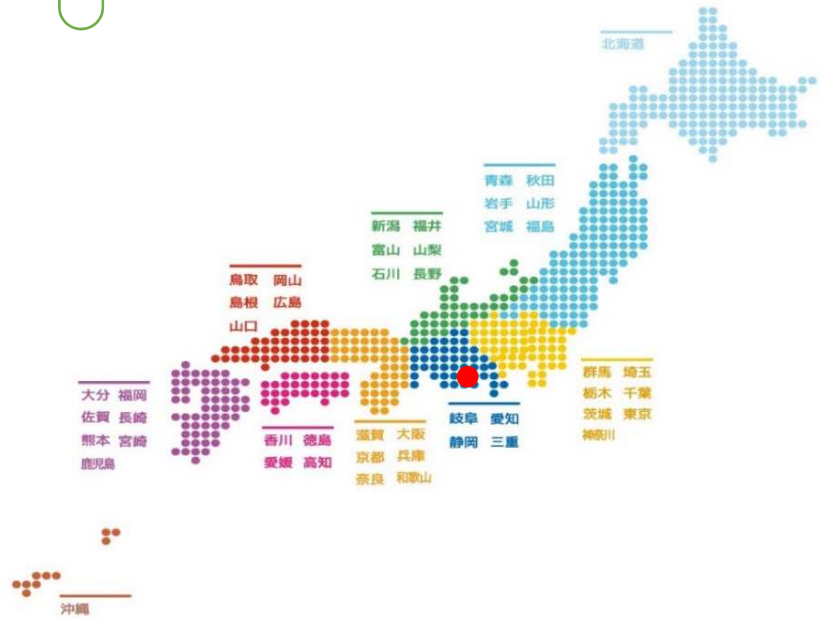 北海道
青森 秋田
岩手 山形
宮城 福島
新潟 福井
富山 山梨
石川 長野
鳥取 岡山
島根 広島
山口
群馬 埼玉
栃木 千葉
茨城 東京
神奈川
大分 福岡
佐賀 長崎
熊本 宮崎
鹿児島
香川 徳島
愛媛 高知
滋賀 大阪
京都 兵庫
奈良 和歌山
岐阜 愛知
静岡 三重
沖縄